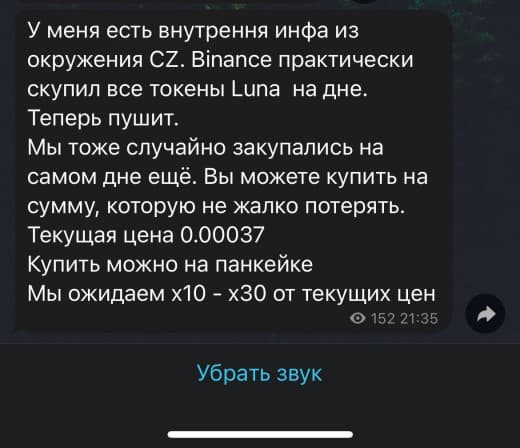 У меня есть внутрення инфа из
окружения CZ. Binance практически
скупил все токены Luna на дне.
Теперь пушит.
Мы тоже случайно закупались на
самом дне ещё. Вы можете купить на
сумму, которую не жалко потерять.
Текущая цена 0.00037
Купить можно на панкейке
Мы ожидаем x10 - x30 от текущих цен
152 21:35
Убрать звук